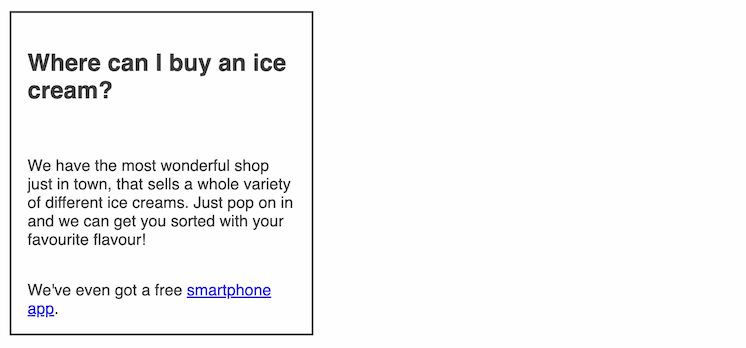 Where can I buy an ice
cream?
We have the most wonderful shop
just in town, that sells a whole variety
of different ice creams. Just pop on in
and we can get you sorted with your
favourite flavour!
We've even got a free smartphone
app.